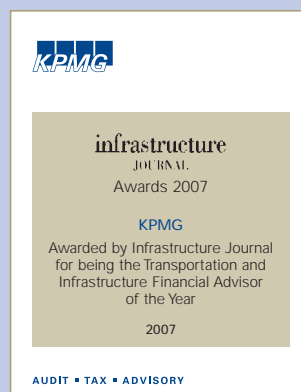 KPMG
infrastructure
JOURNAL
Awards 2007
KPMG
Awarded by Infrastructure Journal
for being the Transportation and
Infrastructure Financial Advisor
of the Year
2007
AUDIT ▪ TAX ▪ ADVISORY